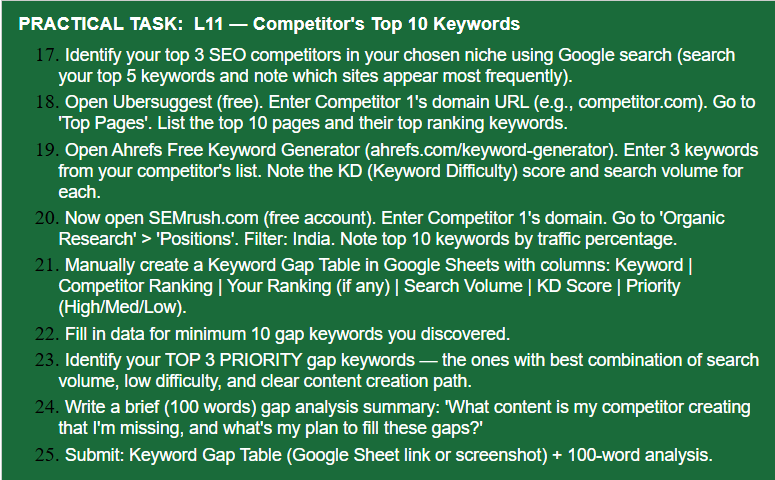 PRACTICAL TASK:  L11 — Competitor's Top 10 Keywords
17. Identify your top 3 SEO competitors in your chosen niche using Google search (search
your top 5 keywords and note which sites appear most frequently).
18. Open Ubersuggest (free). Enter Competitor 1's domain URL (e.g., competitor.com). Go to
'Top Pages'. List the top 10 pages and their top ranking keywords.
19. Open Ahrefs Free Keyword Generator (ahrefs.com/keyword-generator). Enter 3 keywords
from your competitor's list. Note the KD (Keyword Difficulty) score and search volume for
each.
20. Now open SEMrush.com (free account). Enter Competitor 1's domain. Go to 'Organic
Research' > 'Positions'. Filter: India. Note top 10 keywords by traffic percentage.
21. Manually create a Keyword Gap Table in Google Sheets with columns: Keyword |
Competitor Ranking | Your Ranking (if any) | Search Volume | KD Score | Priority
(High/Med/Low).
22. Fill in data for minimum 10 gap keywords you discovered.
23. Identify your TOP 3 PRIORITY gap keywords — the ones with best combination of search
volume, low difficulty, and clear content creation path.
24. Write a brief (100 words) gap analysis summary: 'What content is my competitor creating
that I'm missing, and what's my plan to fill these gaps?'
25. Submit: Keyword Gap Table (Google Sheet link or screenshot) + 100-word analysis.